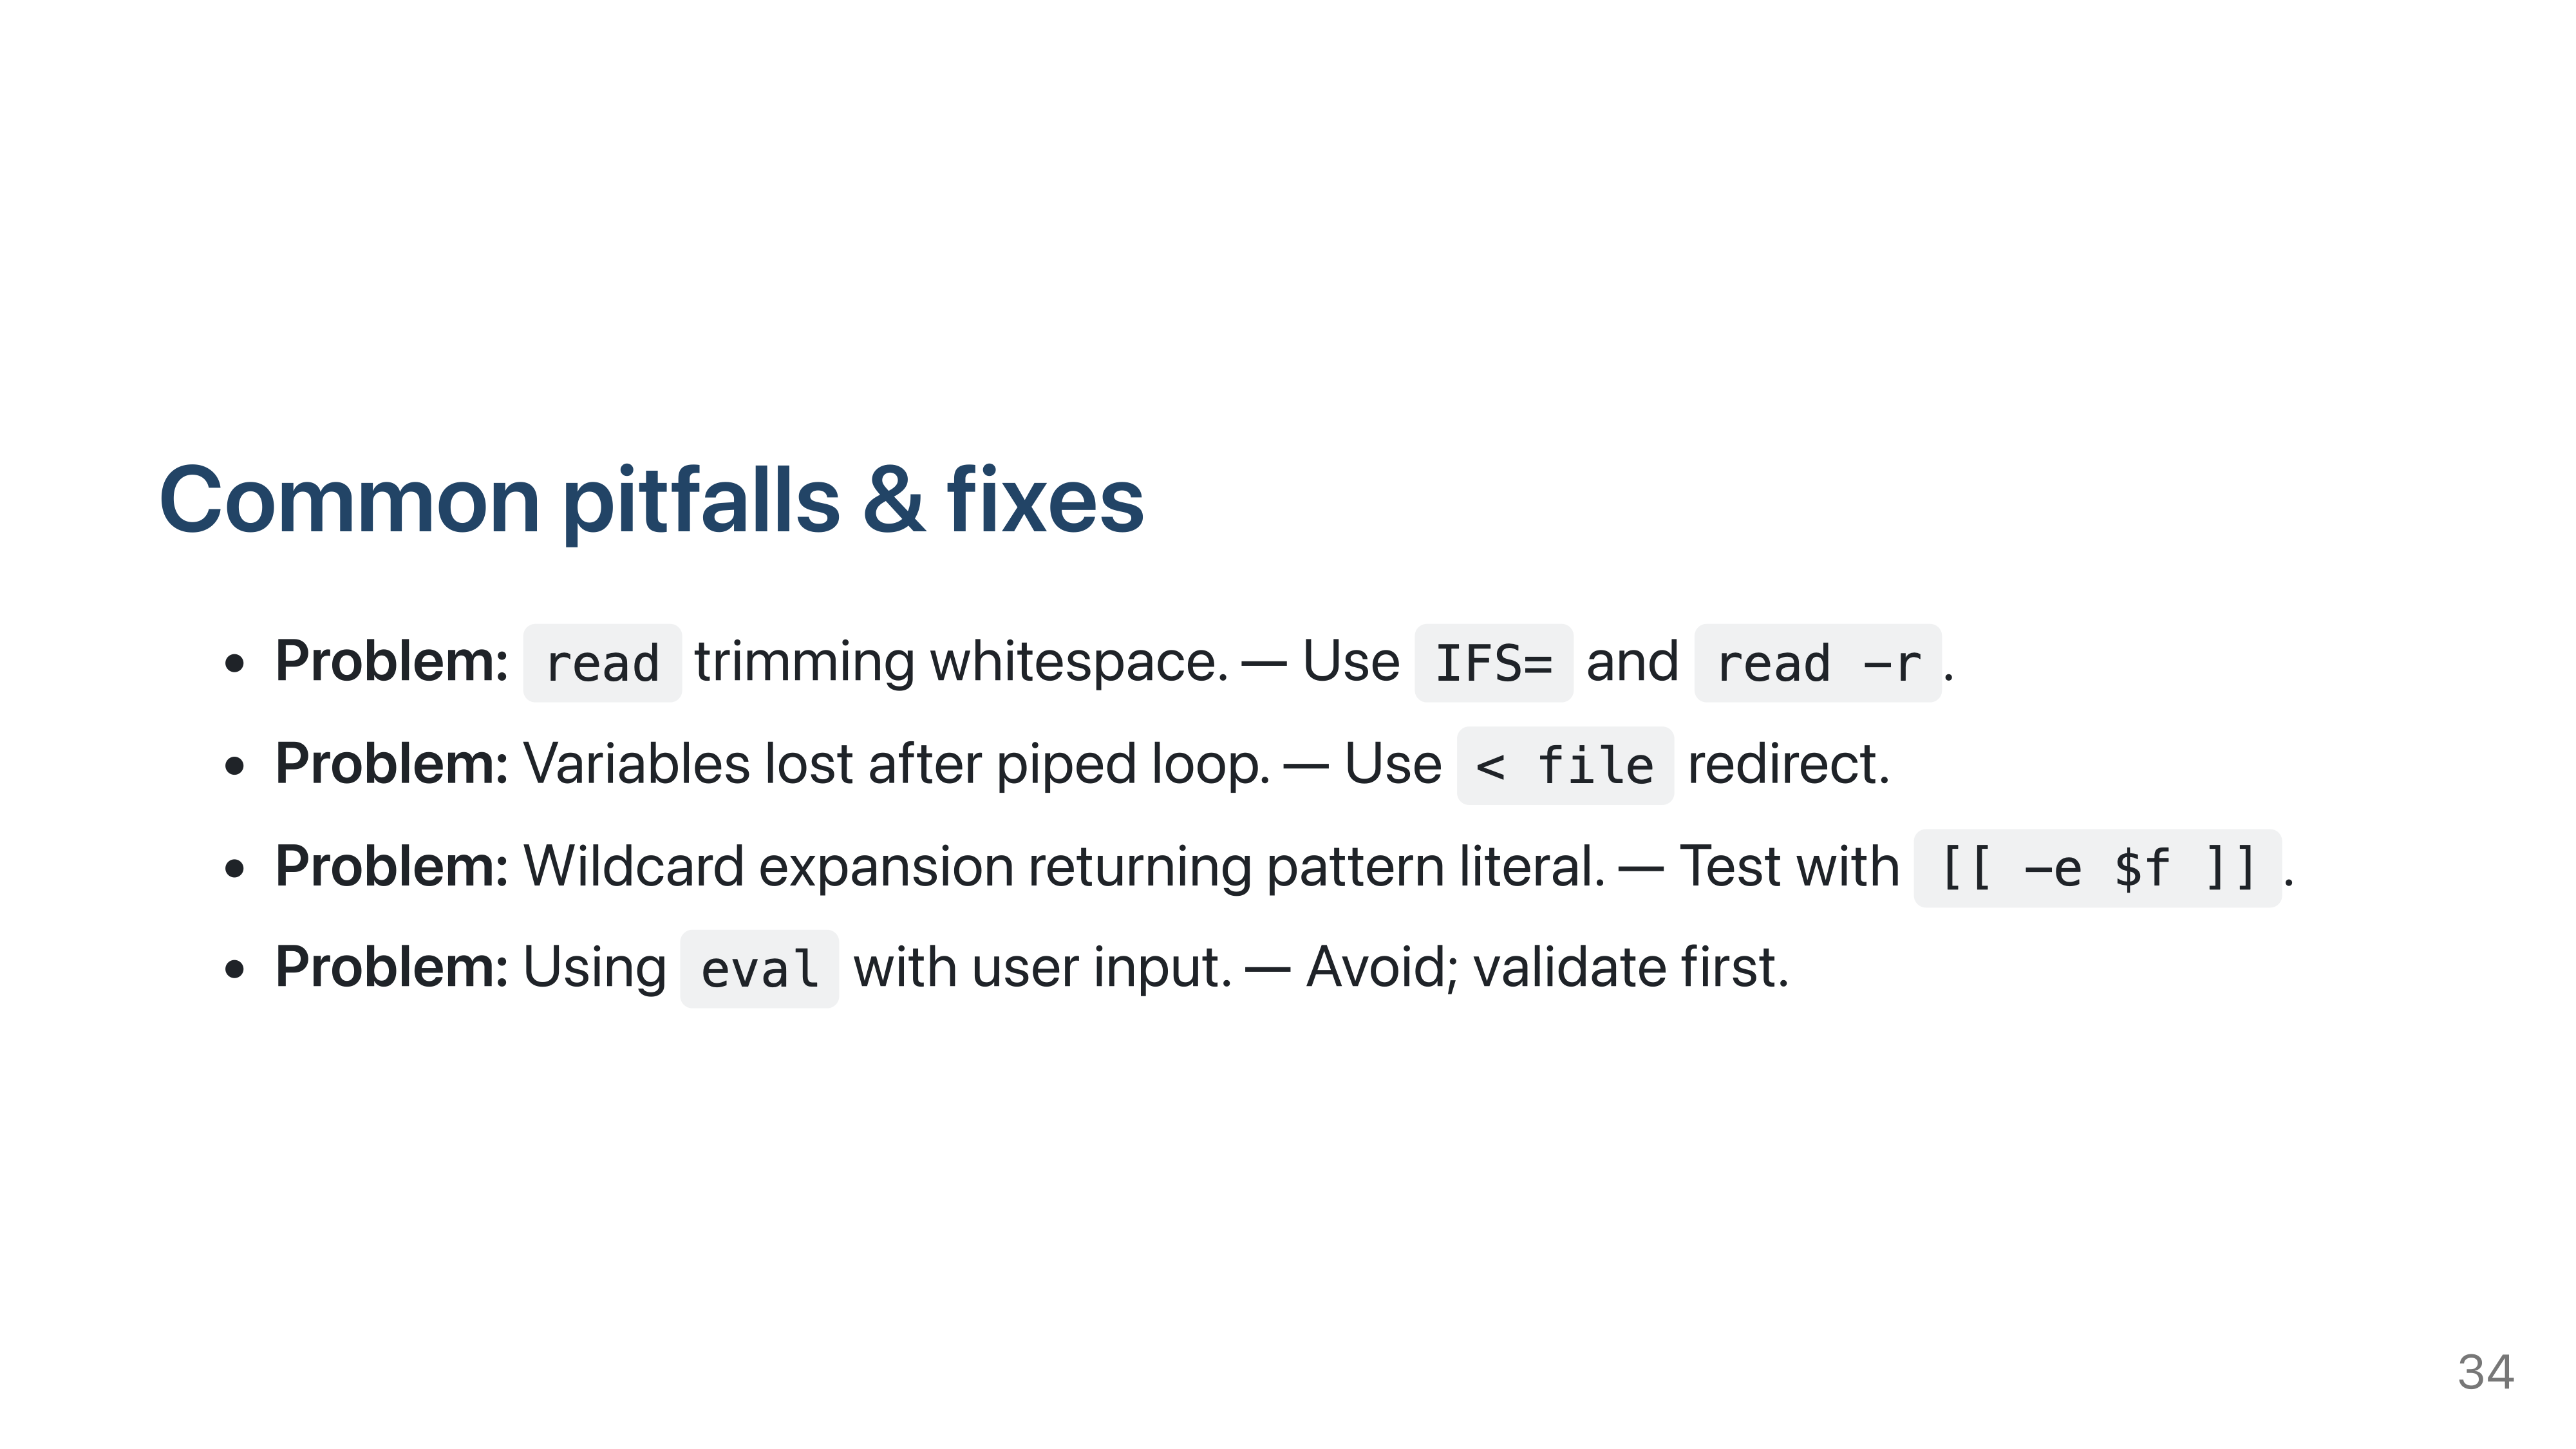 Common pitfalls & fixes
• Problem: read trimming whitespace. — Use IFS= and read -r.
• Problem: Variables lost after piped loop. — Use < file redirect.
• Problem: Wildcard expansion returning pattern literal. — Test with [[ -e $f ]].
• Problem: Using eval with user input. — Avoid; validate first.
34